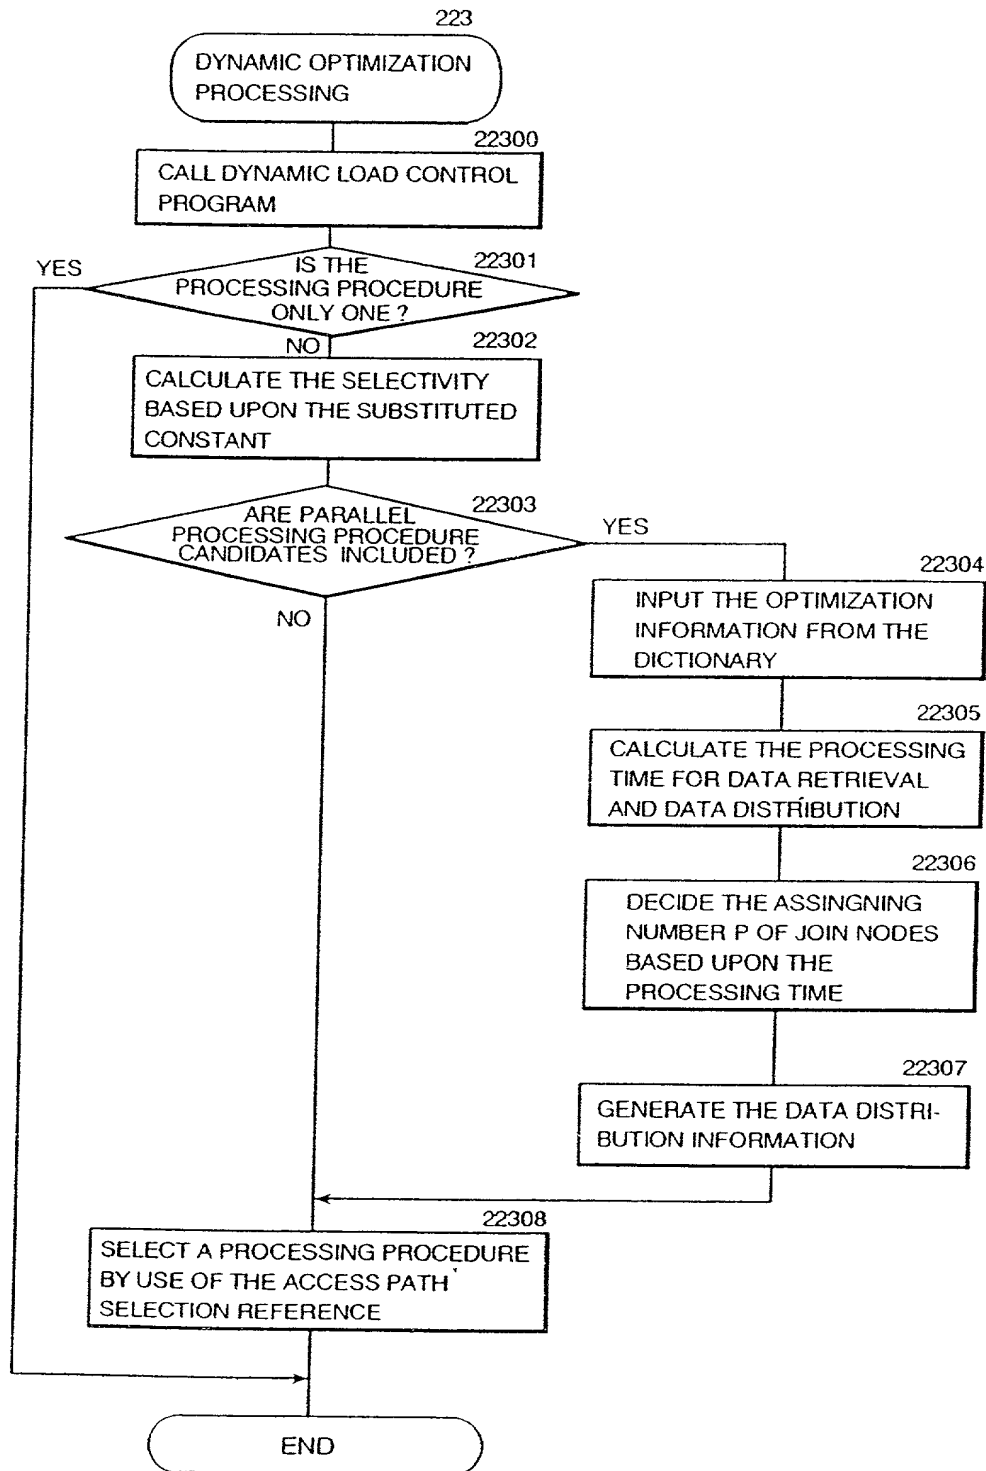 223
DYNAMIC OPTIMIZATION
PROCESSING
22300
CALL DYNAMIC LOAD CONTROL
PROGRAM
YES
22301
IS THE
PROCESSING PROCEDURE
ONLY ONE ?
NO
22302
CALCULATE THE SELECTIVITY
BASED UPON THE SUBSTITUTED
CONSTANT
22303
ARE PARALLEL
PROCESSING PROCEDURE
CANDIDATES INCLUDED ?
YES
NO
22304
INPUT THE OPTIMIZATION
INFORMATION FROM THE
DICTIONARY
22305
CALCULATE THE PROCESSING
TIME FOR DATA RETRIEVAL
AND DATA DISTRIBUTION
22306
DECIDE THE ASSINGNING
NUMBER P OF JOIN NODES
BASED UPON THE
PROCESSING TIME
22307
GENERATE THE DATA DISTRI-
BUTION INFORMATION
22308
SELECT A PROCESSING PROCEDURE
BY USE OF THE ACCESS PATH
SELECTION REFERENCE
END